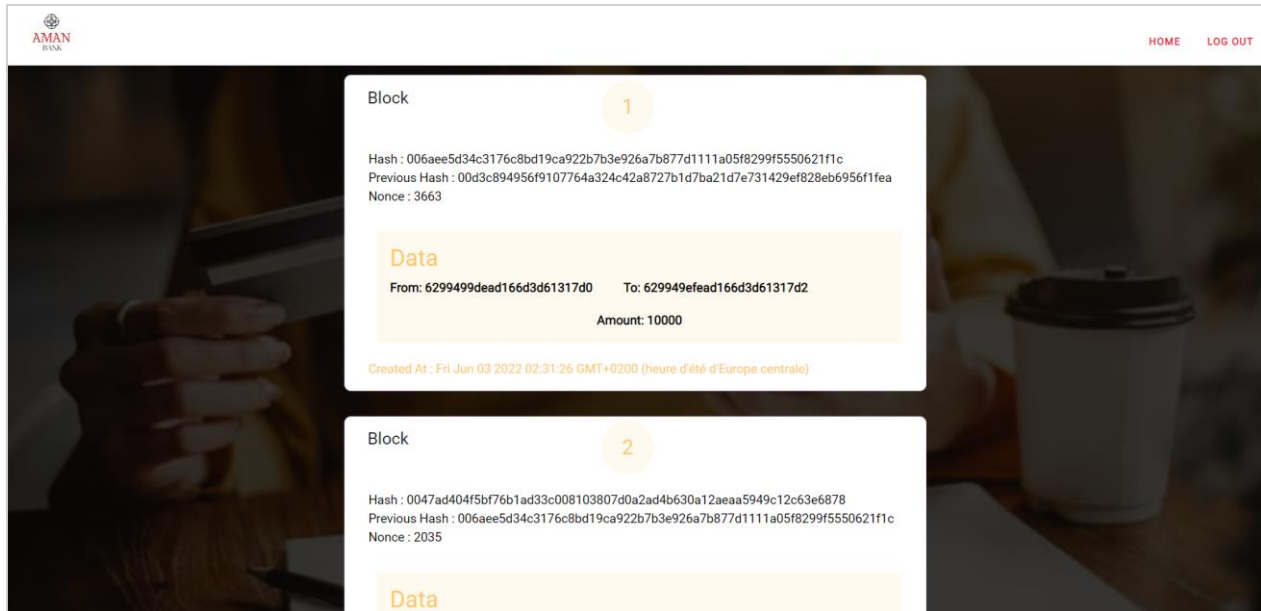 AMAN
BANK
HOME LOG OUT
Block
1
Hash : 006aee5d34c3176c8bd19ca922b7b3e926a7b877d1111a05f8299f5550621f1c
Previous Hash : 00d3c894956f9107764a324c42a8727b1d7ba21d7e731429ef828eb6956f1fea
Nonce : 3663
Data
From: 6299499dead166d3d61317d0 To: 629949efead166d3d61317d2
Amount: 10000
Created At : Fri Jun 03 2022 02:31:26 GMT+0200 (heure d'été d'Europe centrale)
Block
2
Hash : 0047ad404f5bf76b1ad33c008103807d0a2ad4b630a12aeaa5949c12c63e6878
Previous Hash : 006aee5d34c3176c8bd19ca922b7b3e926a7b877d1111a05f8299f5550621f1c
Nonce : 2035
Data